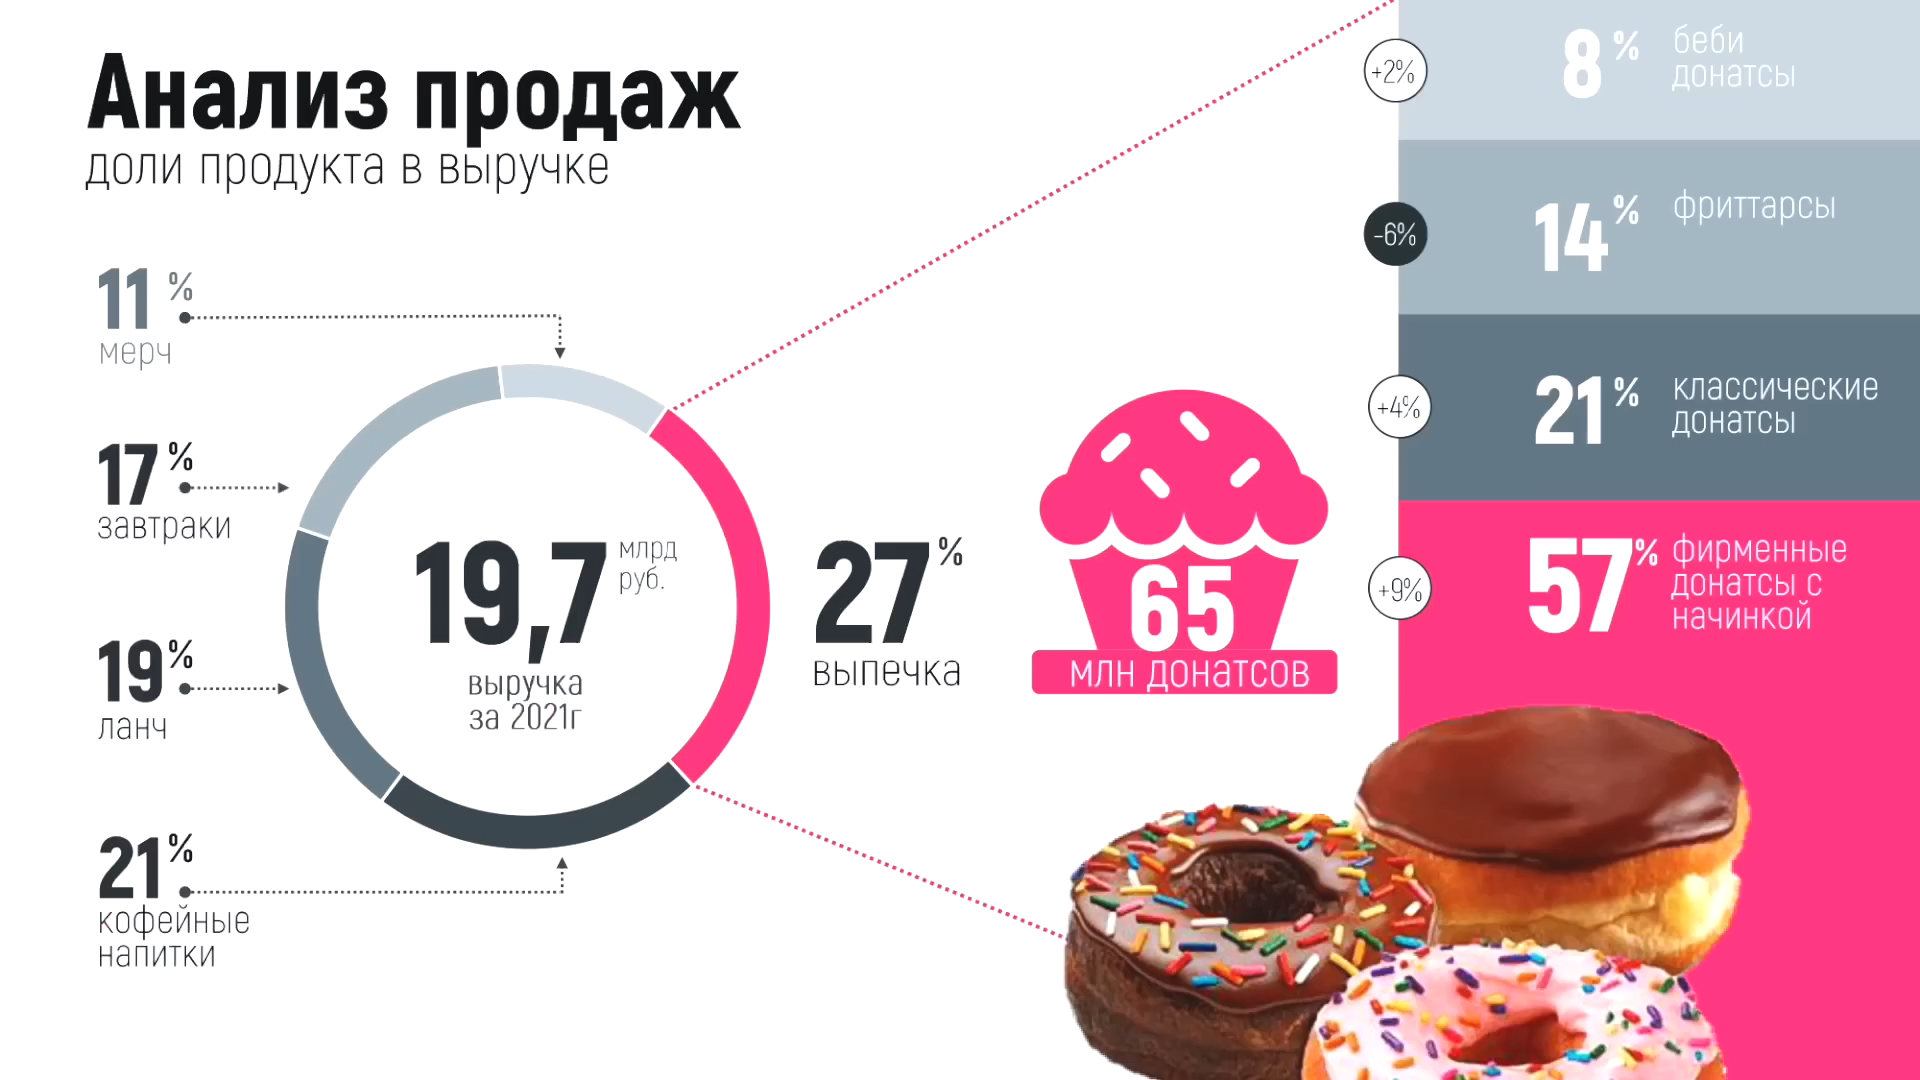 Анализ продаж
доли продукта в выручке
11 %
мерч
17 %
завтраки
19 %
ланч
21 %
кофейные
напитки
19,7 млрд
руб.
выручка
за 2021г
27 %
выпечка
65
млн донатсов
+2%
8 % беби
донатсы
-6%
14 % фриттарсы
+4%
21 % классические
донатсы
+9%
57 % фирменные
донатсы с
начинкой